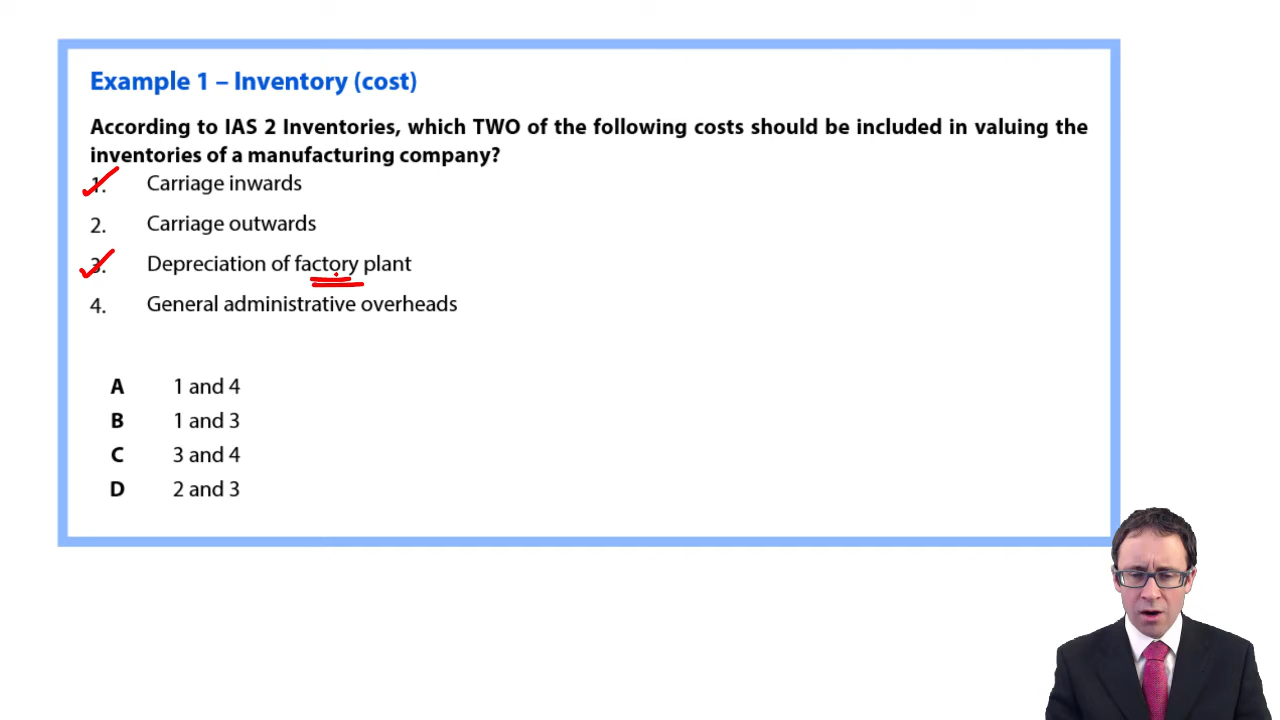 Example 1 – Inventory (cost)
According to IAS 2 Inventories, which TWO of the following costs should be included in valuing the
inventories of a manufacturing company?
1. Carriage inwards
2. Carriage outwards
3. Depreciation of factory plant
4. General administrative overheads
A 1 and 4
B 1 and 3
C 3 and 4
D 2 and 3